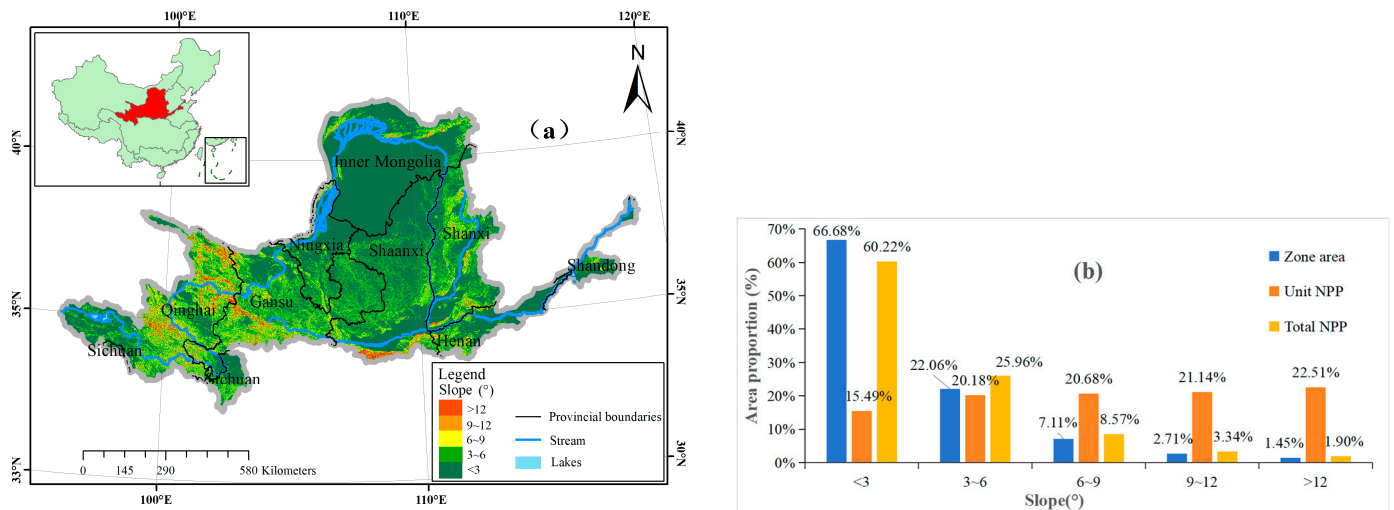 100°E
110°E
120°E
N
(a)
40°N
40°N
Inner Mongolia
Ningxia
Shaanxi
Shanxi
Shandong
35°N
35°N
Qinghai
Gansu
Henan
Sichuan
Sichuan
Legend
Slope (°)
>12
9~12
6~9
3~6
<3
Provincial boundaries
Stream
Lakes
0 145 290 580 Kilometers
33°N
30°N
100°E
110°E
(b)
Zone area
Unit NPP
Total NPP
Area proportion (%)
70%
60%
50%
40%
30%
20%
10%
0%
66.68%
15.49%
60.22%
22.06%
20.18%
25.96%
7.11%
20.68%
8.57%
2.71%
21.14%
3.34%
1.45%
22.51%
1.90%
<3
3~6
6~9
9~12
>12
Slope(°)